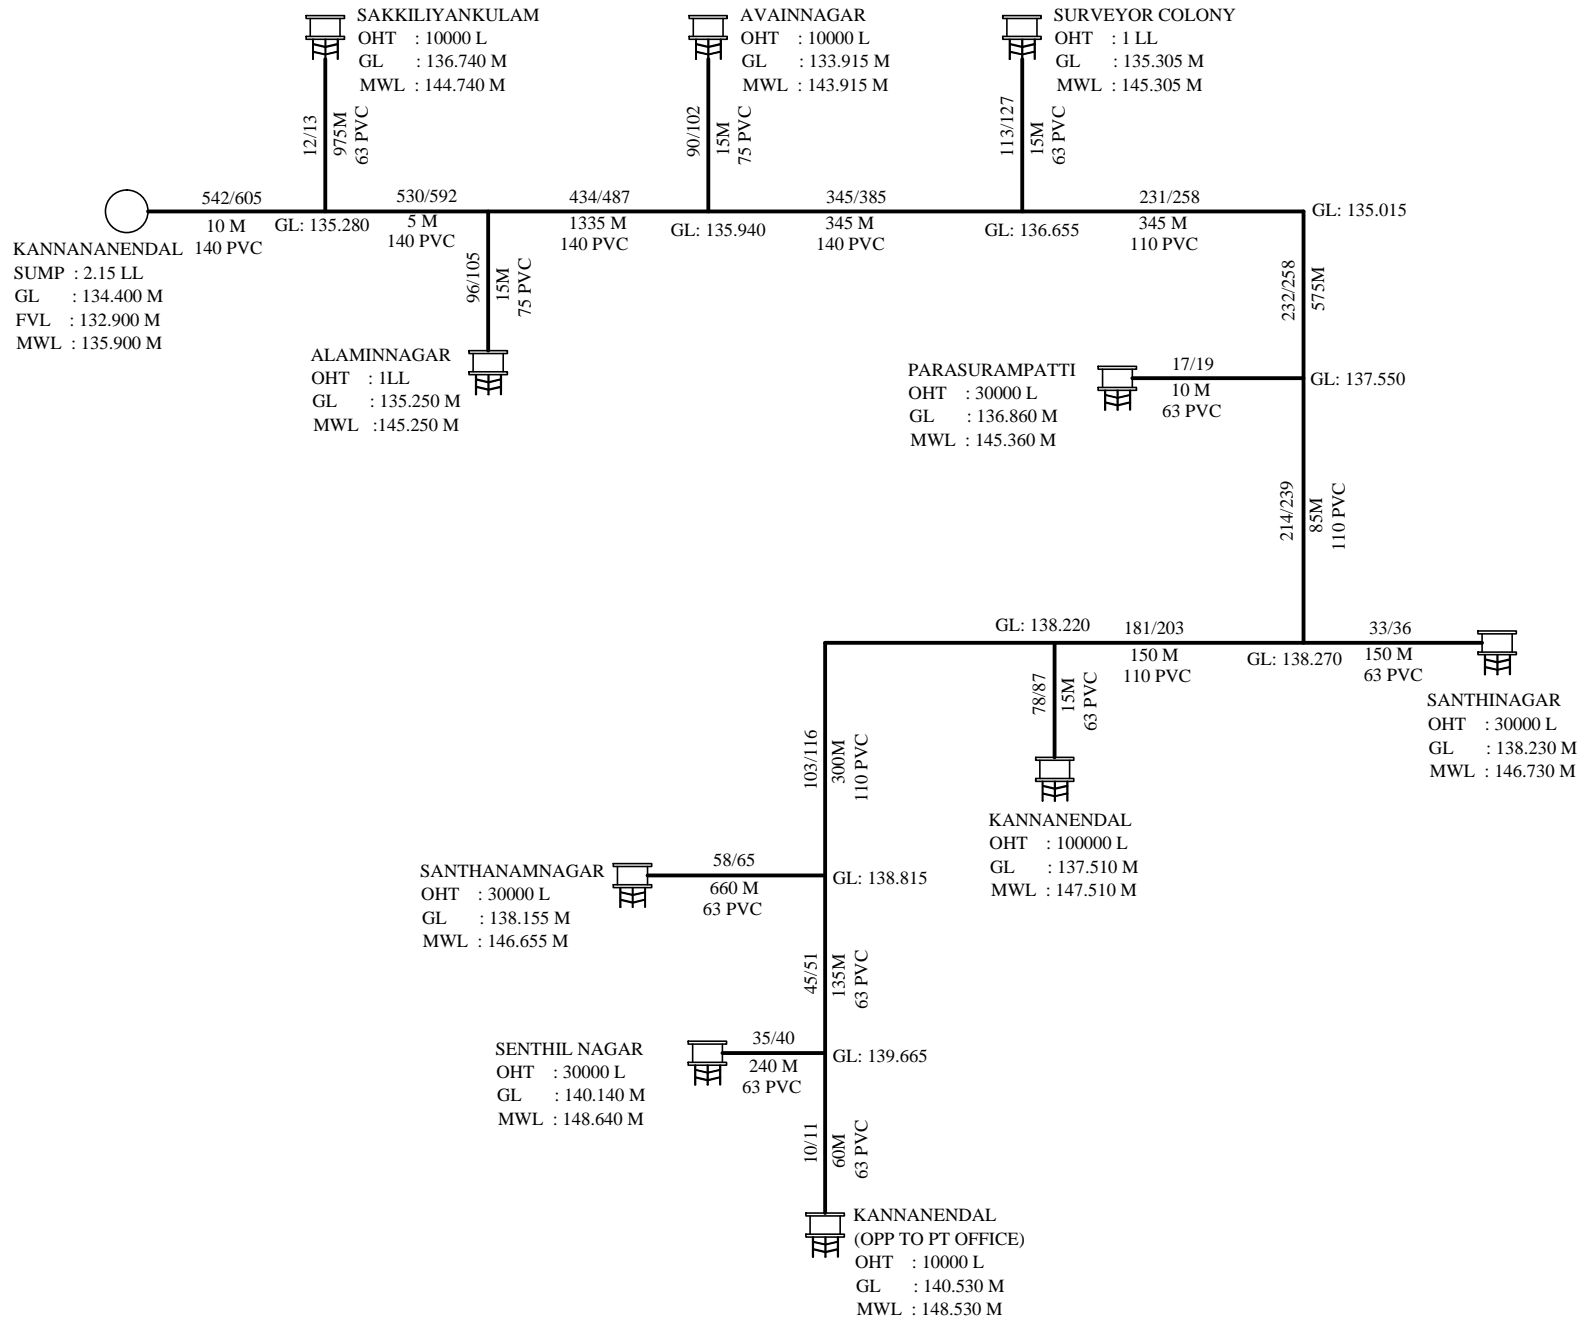 SAKKILIYANKULAM
OHT : 10000 L
GL : 136.740 M
MWL : 144.740 M
AVAINNAGAR
OHT : 10000 L
GL : 133.915 M
MWL : 143.915 M
SURVEYOR COLONY
OHT : 1 LL
GL : 135.305 M
MWL : 145.305 M
12/13
975M
63 PVC
90/102
15M
75 PVC
113/127
15M
63 PVC
542/605
10 M
140 PVC
GL: 135.280
530/592
5 M
140 PVC
434/487
1335 M
140 PVC
GL: 135.940
345/385
345 M
140 PVC
GL: 136.655
231/258
345 M
110 PVC
GL: 135.015
KANNANANENDAL
SUMP : 2.15 LL
GL : 134.400 M
FVL : 132.900 M
MWL : 135.900 M
96/105
15M
75 PVC
232/258
575M
ALAMINNAGAR
OHT : 1LL
GL : 135.250 M
MWL :145.250 M
PARASURAMPATTI
OHT : 30000 L
GL : 136.860 M
MWL : 145.360 M
17/19
10 M
63 PVC
GL: 137.550
214/239
85M
110 PVC
GL: 138.220
181/203
150 M
110 PVC
GL: 138.270
33/36
150 M
63 PVC
78/87
15M
63 PVC
SANTHINAGAR
OHT : 30000 L
GL : 138.230 M
MWL : 146.730 M
103/116
300M
110 PVC
KANNANENDAL
OHT : 100000 L
GL : 137.510 M
MWL : 147.510 M
SANTHANAMNAGAR
OHT : 30000 L
GL : 138.155 M
MWL : 146.655 M
58/65
660 M
63 PVC
GL: 138.815
45/51
135M
63 PVC
SENTHIL NAGAR
OHT : 30000 L
GL : 140.140 M
MWL : 148.640 M
35/40
240 M
63 PVC
GL: 139.665
10/11
60M
63 PVC
KANNANENDAL
(OPP TO PT OFFICE)
OHT : 10000 L
GL : 140.530 M
MWL : 148.530 M